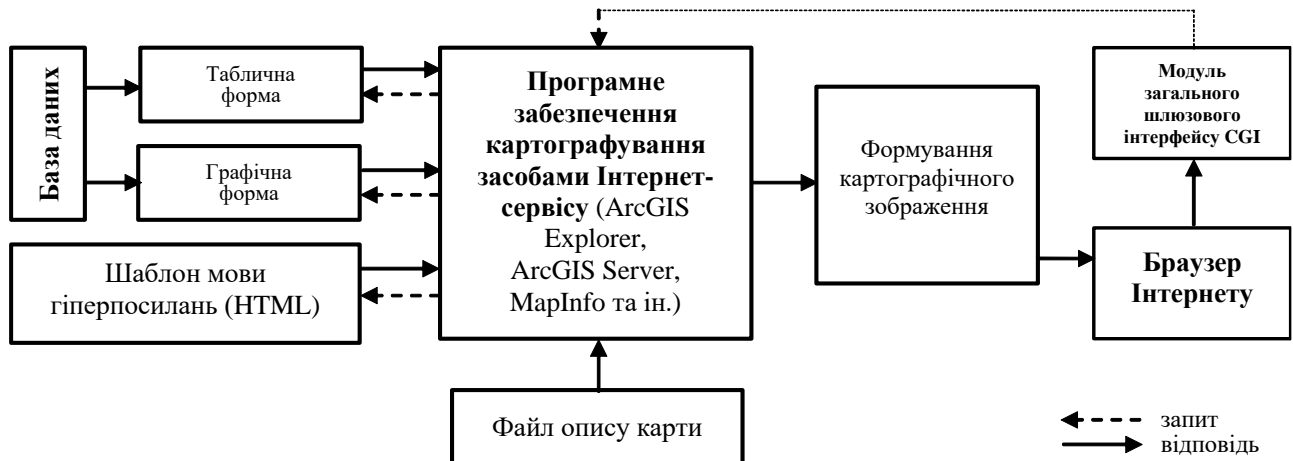 База даних
Таблична
форма
Графічна
форма
Шаблон мови
гіперпосилань (HTML)
Програмне
забезпечення
картографування
засобами Інтернет-
сервісу (ArcGIS
Explorer,
ArcGIS Server,
MapInfo та ін.)
Файл опису карти
Формування
картографічного
зображення
Модуль
загального
шлюзового
інтерфейсу CGI
Браузер
Інтернету
запит
відповідь